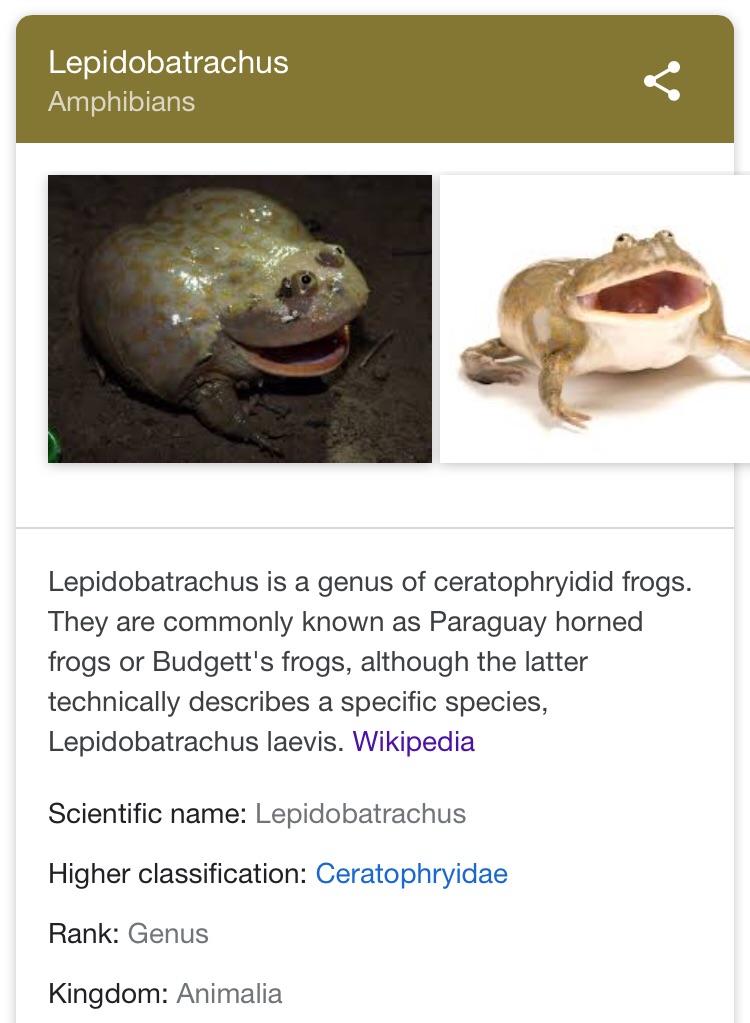 Lepidobatrachus
Amphibians
Lepidobatrachus is a genus of ceratophryidid frogs.
They are commonly known as Paraguay horned
frogs or Budgett's frogs, although the latter
technically describes a specific species,
Lepidobatrachus laevis. Wikipedia
Scientific name: Lepidobatrachus
Higher classification: Ceratophryidae
Rank: Genus
Kingdom: Animalia